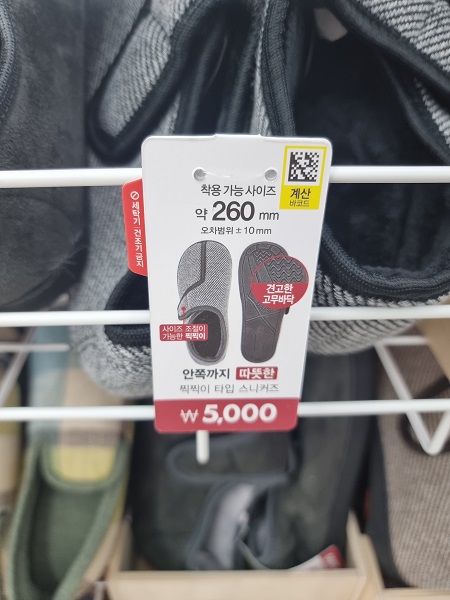 착용 가능 사이즈
약 260 mm
오차범위 ± 10 mm
계산
바코드
세탁기 건조기 금지
견고한
고무바닥
사이즈 조절이
가능한 찍찍이
안쪽까지 따뜻한
찍찍이 타입 스니커즈
₩ 5,000